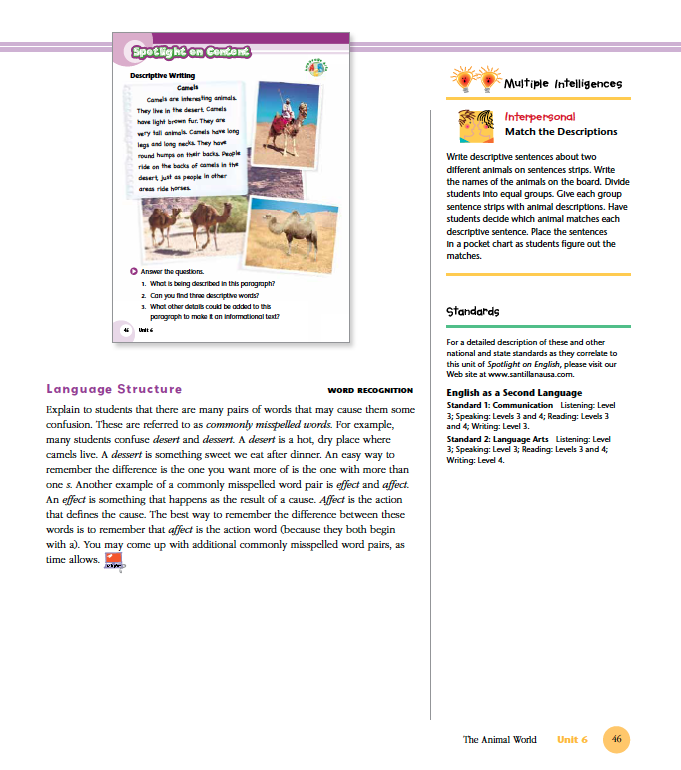 Spotlight on Content
Descriptive Writing
Camels
Camels are interesting animals.
They live in the desert. Camels
have light brown fur. They are
very tall animals. Camels have long
legs and long necks. They have
round humps on their backs. People
ride on the backs of camels in the
desert, just as people in other
areas ride horses.
Answer the questions.
1. What is being described in this paragraph?
2. Can you find three descriptive words?
3. What other details could be added to this
paragraph to make it an informational text?
46 Unit 6
Language Structure WORD RECOGNITION
Explain to students that there are many pairs of words that may cause them some
confusion. These are referred to as commonly misspelled words. For example,
many students confuse desert and dessert. A desert is a hot, dry place where
camels live. A dessert is something sweet we eat after dinner. An easy way to
remember the difference is the one you want more of is the one with more than
one s. Another example of a commonly misspelled word pair is effect and affect.
An effect is something that happens as the result of a cause. Affect is the action
that defines the cause. The best way to remember the difference between these
words is to remember that affect is the action word (because they both begin
with a). You may come up with additional commonly misspelled word pairs, as
time allows.
Multiple Intelligences
Interpersonal
Match the Descriptions
Write descriptive sentences about two
different animals on sentences strips. Write
the names of the animals on the board. Divide
students into equal groups. Give each group
sentence strips with animal descriptions. Have
students decide which animal matches each
descriptive sentence. Place the sentences
in a pocket chart as students figure out the
matches.
Standards
For a detailed description of these and other
national and state standards as they correlate to
this unit of Spotlight on English, please visit our
Web site at www.santillanausa.com.
English as a Second Language
Standard 1: Communication Listening: Level
3; Speaking: Levels 3 and 4; Reading: Levels 3
and 4; Writing: Level 3.
Standard 2: Language Arts Listening: Level
3; Speaking: Level 3; Reading: Levels 3 and 4;
Writing: Level 4.
The Animal World Unit 6 46